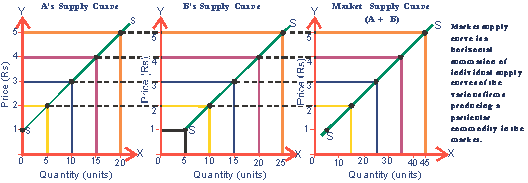 A's Supply Curve
B's Supply Curve
Market Supply Curve
(A + B)
Y
S
5
4
3
2
1
S
0
5
10
15
20
X
Price (Rs)
Quantity (units)
Y
S
5
4
3
2
1
S
0
5
10
15
20
25
X
Price (Rs)
Quantity (units)
Y
S
5
4
3
2
1
S
0
10
15
25
35
40
45
X
Price (Rs)
Quantity (units)
Market supply
curve is a
horizontal
summation of
individual supply
curves of the
various firms
producing a
particular
commodity in the
market.